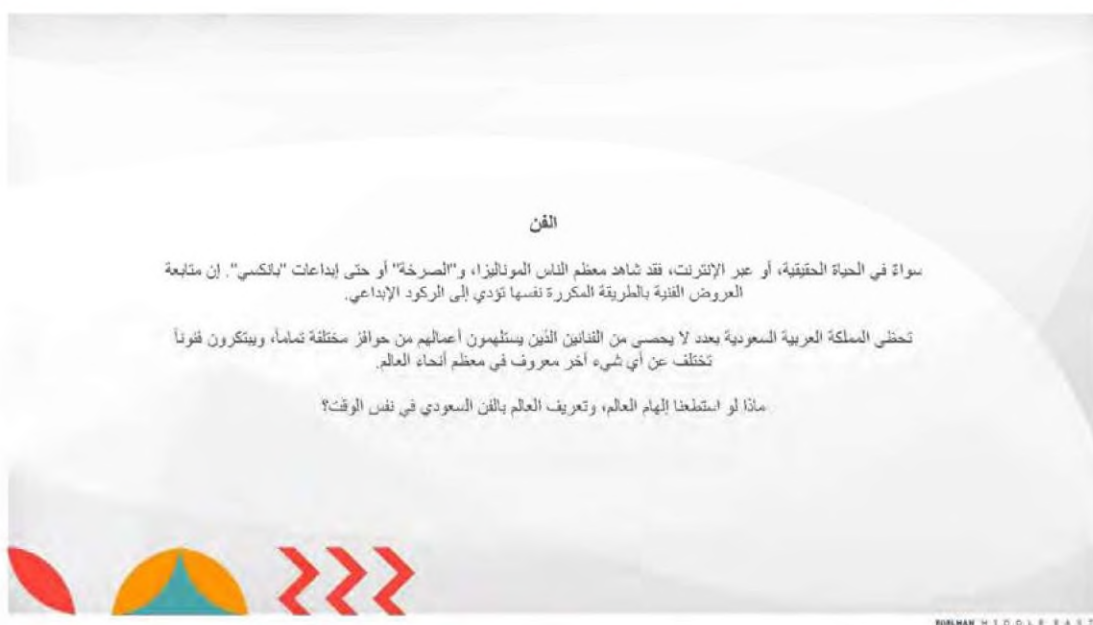 الفن
سواءً في الحياة الحقيقية، أو عبر الإنترنت، فقد شاهد معظم الناس الموناليزا، و"الصرخة" أو حتى إبداعات "بانكسي". إن متابعة
العروض الفنية بالطريقة المكررة نفسها تؤدي إلى الركود الإبداعي.
تحظى المملكة العربية السعودية بعدد لا يحصى من الفنانين الذين يستلهمون أعمالهم من حوافز مختلفة تماماً، ويبتكرون فنوناً
تختلف عن أي شيء آخر معروف في معظم أنحاء العالم.
ماذا لو استطعنا إلهام العالم، وتعريف العالم بالفن السعودي في نفس الوقت؟
MIDDLE EAST